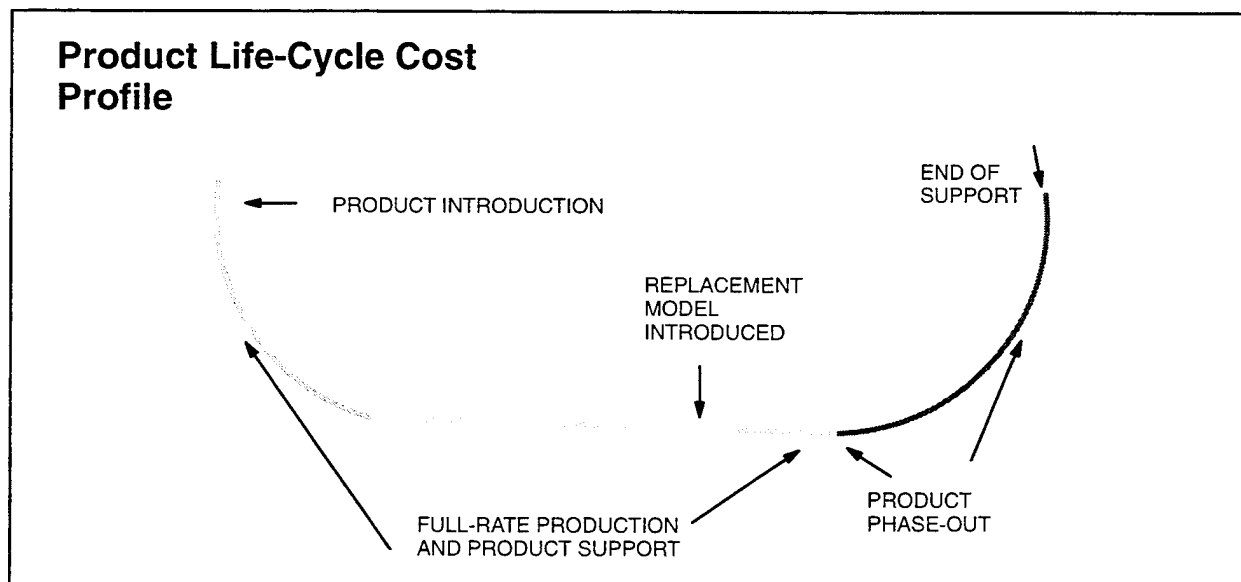 Product Life-Cycle Cost
Profile
END OF
SUPPORT
PRODUCT INTRODUCTION
REPLACEMENT
MODEL
INTRODUCED
PRODUCT
PHASE-OUT
FULL-RATE PRODUCTION
AND PRODUCT SUPPORT